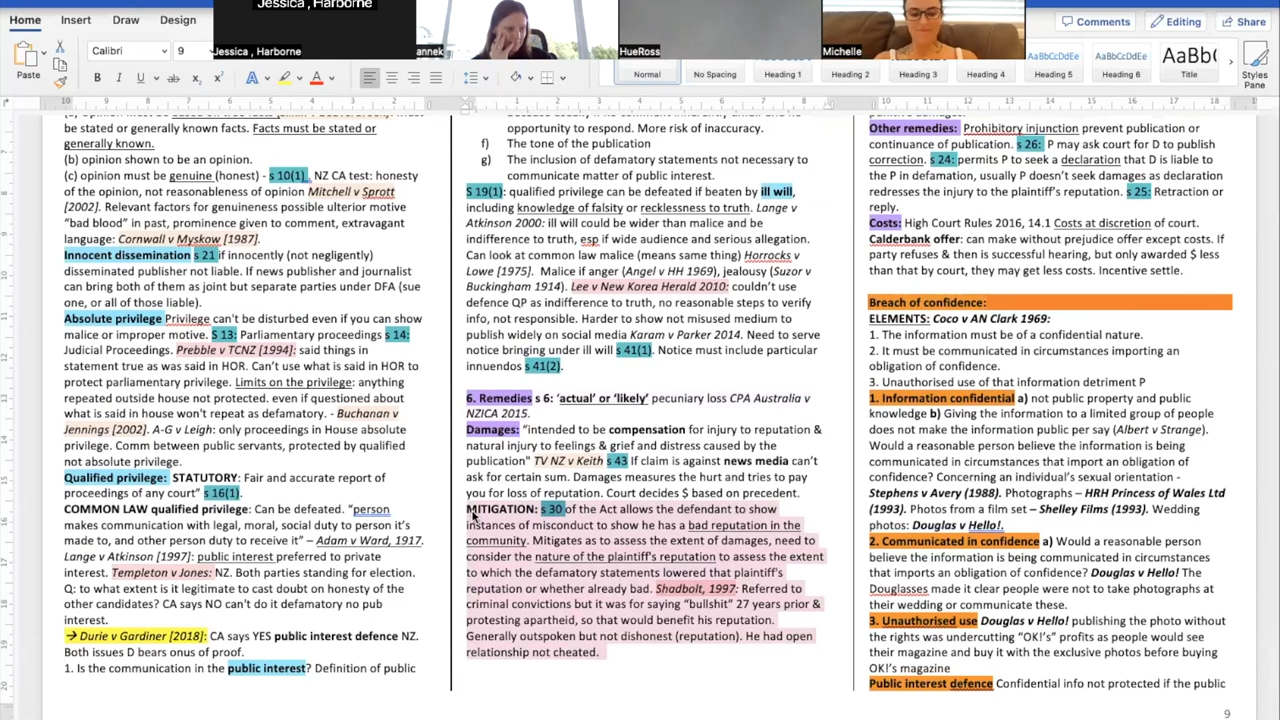 Jessica , Harborne
Home Insert Draw Design
Comments Editing Share
Jessica , Harborne
annek
HueRoss
Michelle
Paste
Calibri 9
B I U ab X A A
Normal
No Spacing
Heading 1
Heading 2
Heading 3
Heading 4
AaBbCcDdE
Heading 5
AaBbCcDdEe
Heading 6
AaBb(
Title
Styles
Pane
10 9 8 7 6 5 4 3 2 1
1 2 3 4 5 6 7 8
10 11 12 13 14 15 16 17 18
be stated or generally known facts. Facts must be stated or
generally known.
(b) opinion shown to be an opinion.
(c) opinion must be genuine (honest) - s 10(1). NZ CA test: honesty
of the opinion, not reasonableness of opinion Mitchell v Sprott
[2002]. Relevant factors for genuineness possible ulterior motive
“bad blood” in past, prominence given to comment, extravagant
language: Cornwall v Myskow [1987].
Innocent dissemination s 21 if innocently (not negligently)
disseminated publisher not liable. If news publisher and journalist
can bring both of them as joint but separate parties under DFA (sue
one, or all of those liable).
Absolute privilege Privilege can't be disturbed even if you can show
malice or improper motive. S 13: Parliamentary proceedings s 14:
Judicial Proceedings. Prebble v TCNZ [1994]: said things in
statement true as was said in HOR. Can't use what is said in HOR to
protect parliamentary privilege. Limits on the privilege: anything
repeated outside house not protected. even if questioned about
what is said in house won't repeat as defamatory. - Buchanan v
Jennings [2002]. A-G v Leigh: only proceedings in House absolute
privilege. Comm between public servants, protected by qualified
not absolute privilege.
Qualified privilege: STATUTORY: Fair and accurate report of
proceedings of any court” s 16(1).
COMMON LAW qualified privilege: Can be defeated. “person
makes communication with legal, moral, social duty to person it's
made to, and other person duty to receive it” – Adam v Ward, 1917.
Lange v Atkinson [1997]: public interest preferred to private
interest. Templeton v Jones: NZ. Both parties standing for election.
Q: to what extent is it legitimate to cast doubt on honesty of the
other candidates? CA says NO can't do it defamatory no pub
interest.
→ Durie v Gardiner [2018]: CA says YES public interest defence NZ.
Both issues D bears onus of proof.
1. Is the communication in the public interest? Definition of public
opportunity to respond. More risk of inaccuracy.
f) The tone of the publication
g) The inclusion of defamatory statements not necessary to
communicate matter of public interest.
S 19(1): qualified privilege can be defeated if beaten by ill will,
including knowledge of falsity or recklessness to truth. Lange v
Atkinson 2000: ill will could be wider than malice and be
indifference to truth, esp if wide audience and serious allegation.
Can look at common law malice (means same thing) Horrocks v
Lowe [1975]. Malice if anger (Angel v HH 1969), jealousy (Suzor v
Buckingham 1914). Lee v New Korea Herald 2010: couldn't use
defence QP as indifference to truth, no reasonable steps to verify
info, not responsible. Harder to show not misused medium to
publish widely on social media Karam v Parker 2014. Need to serve
notice bringing under ill will s 41(1). Notice must include particular
innuendos s 41(2).
6. Remedies s 6: ‘actual’ or ‘likely’ pecuniary loss CPA Australia v
NZICA 2015.
Damages: “intended to be compensation for injury to reputation &
natural injury to feelings & grief and distress caused by the
publication" TV NZ v Keith s 43 If claim is against news media can't
ask for certain sum. Damages measures the hurt and tries to pay
you for loss of reputation. Court decides $ based on precedent.
MITIGATION: s 30 of the Act allows the defendant to show
instances of misconduct to show he has a bad reputation in the
community. Mitigates as to assess the extent of damages, need to
consider the nature of the plaintiff's reputation to assess the extent
to which the defamatory statements lowered that plaintiff's
reputation or whether already bad. Shadbolt, 1997: Referred to
criminal convictions but it was for saying “bullshit” 27 years prior &
protesting apartheid, so that would benefit his reputation.
Generally outspoken but not dishonest (reputation). He had open
relationship not cheated.
Other remedies: Prohibitory injunction prevent publication or
continuance of publication. s 26: P may ask court for D to publish
correction. s 24: permits P to seek a declaration that D is liable to
the P in defamation, usually P doesn't seek damages as declaration
redresses the injury to the plaintiff's reputation. s 25: Retraction or
reply.
Costs: High Court Rules 2016, 14.1 Costs at discretion of court.
Calderbank offer: can make without prejudice offer except costs. If
party refuses & then is successful hearing, but only awarded $ less
than that by court, they may get less costs. Incentive settle.
Breach of confidence:
ELEMENTS: Coco v AN Clark 1969:
1. The information must be of a confidential nature.
2. It must be communicated in circumstances importing an
obligation of confidence.
3. Unauthorised use of that information detriment P
1. Information confidential a) not public property and public
knowledge b) Giving the information to a limited group of people
does not make the information public per say (Albert v Strange).
Would a reasonable person believe the information is being
communicated in circumstances that import an obligation of
confidence? Concerning an individual's sexual orientation -
Stephens v Avery (1988). Photographs – HRH Princess of Wales Ltd
(1993). Photos from a film set – Shelley Films (1993). Wedding
photos: Douglas v Hello!.
2. Communicated in confidence a) Would a reasonable person
believe the information is being communicated in circumstances
that imports an obligation of confidence? Douglas v Hello! The
Douglasses made it clear people were not to take photographs at
their wedding or communicate these.
3. Unauthorised use Douglas v Hello! publishing the photo without
the rights was undercutting “OK!'s” profits as people would see
their magazine and buy it with the exclusive photos before buying
OK!'s magazine
Public interest defence Confidential info not protected if the public
9